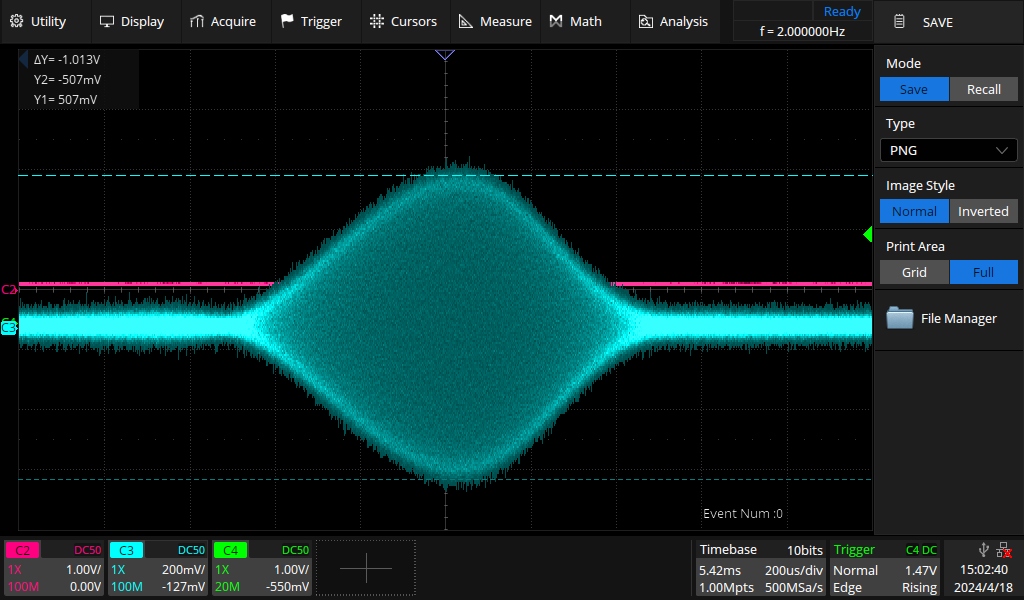 Utility Display Acquire Trigger Cursors Measure Math Analysis
Ready
f = 2.000000Hz
SAVE
ΔY= -1.013V
Y2= -507mV
Y1= 507mV
Mode
Save Recall
Type
PNG
Image Style
Normal Inverted
Print Area
Grid Full
File Manager
C2
C3
Event Num :0
C2 DC50
1X 1.00V/
100M 0.00V
C3 DC50
1X 200mV/
100M -127mV
C4 DC50
1X 1.00V/
20M -550mV
Timebase 10bits
5.42ms 200us/div
1.00Mpts 500MSa/s
Trigger C4 DC
Normal 1.47V
Edge Rising
15:02:40
2024/4/18